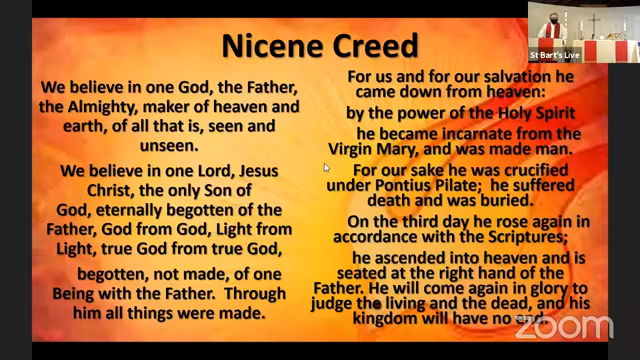 Nicene Creed
St Bart's Live
We believe in one God, the Father,
the Almighty, maker of heaven and
earth, of all that is, seen and
unseen.
We believe in one Lord, Jesus
Christ, the only Son of
God, eternally begotten of the
Father, God from God, Light from
Light, true God from true God,
begotten, not made, of one
Being with the Father. Through
him all things were made.
For us and for our salvation he
came down from heaven:
by the power of the Holy Spirit
he became incarnate from the
Virgin Mary, and was made man.
For our sake he was crucified
under Pontius Pilate; he suffered
death and was buried.
On the third day he rose again in
accordance with the Scriptures;
he ascended into heaven and is
seated at the right hand of the
Father. He will come again in glory to
judge the living and the dead, and his
kingdom will have no end.
zoom